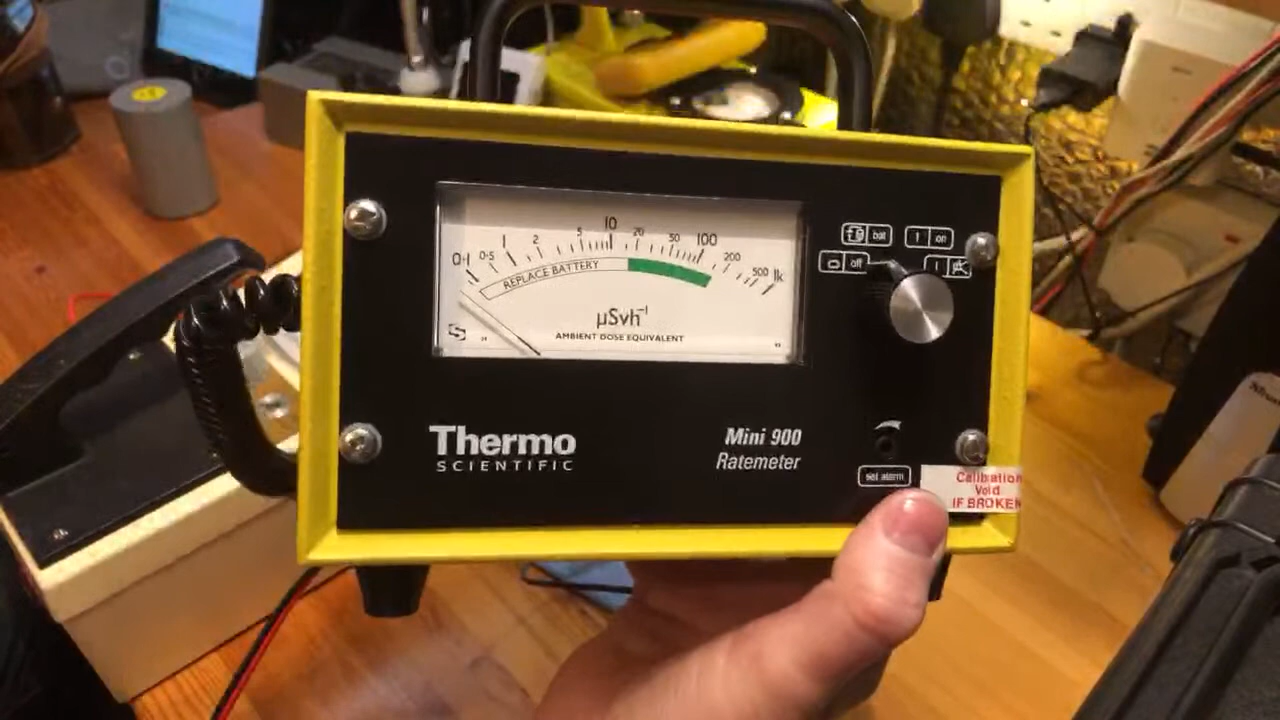 0·1 0·5 1 2 5 10 20 50 100 200 500 1k
REPLACE BATTERY
µSvh⁻¹
AMBIENT DOSE EQUIVALENT
bat
on
off
Thermo
SCIENTIFIC
Mini 900
Ratemeter
set alarm
Calibration
Void
IF BROKEN